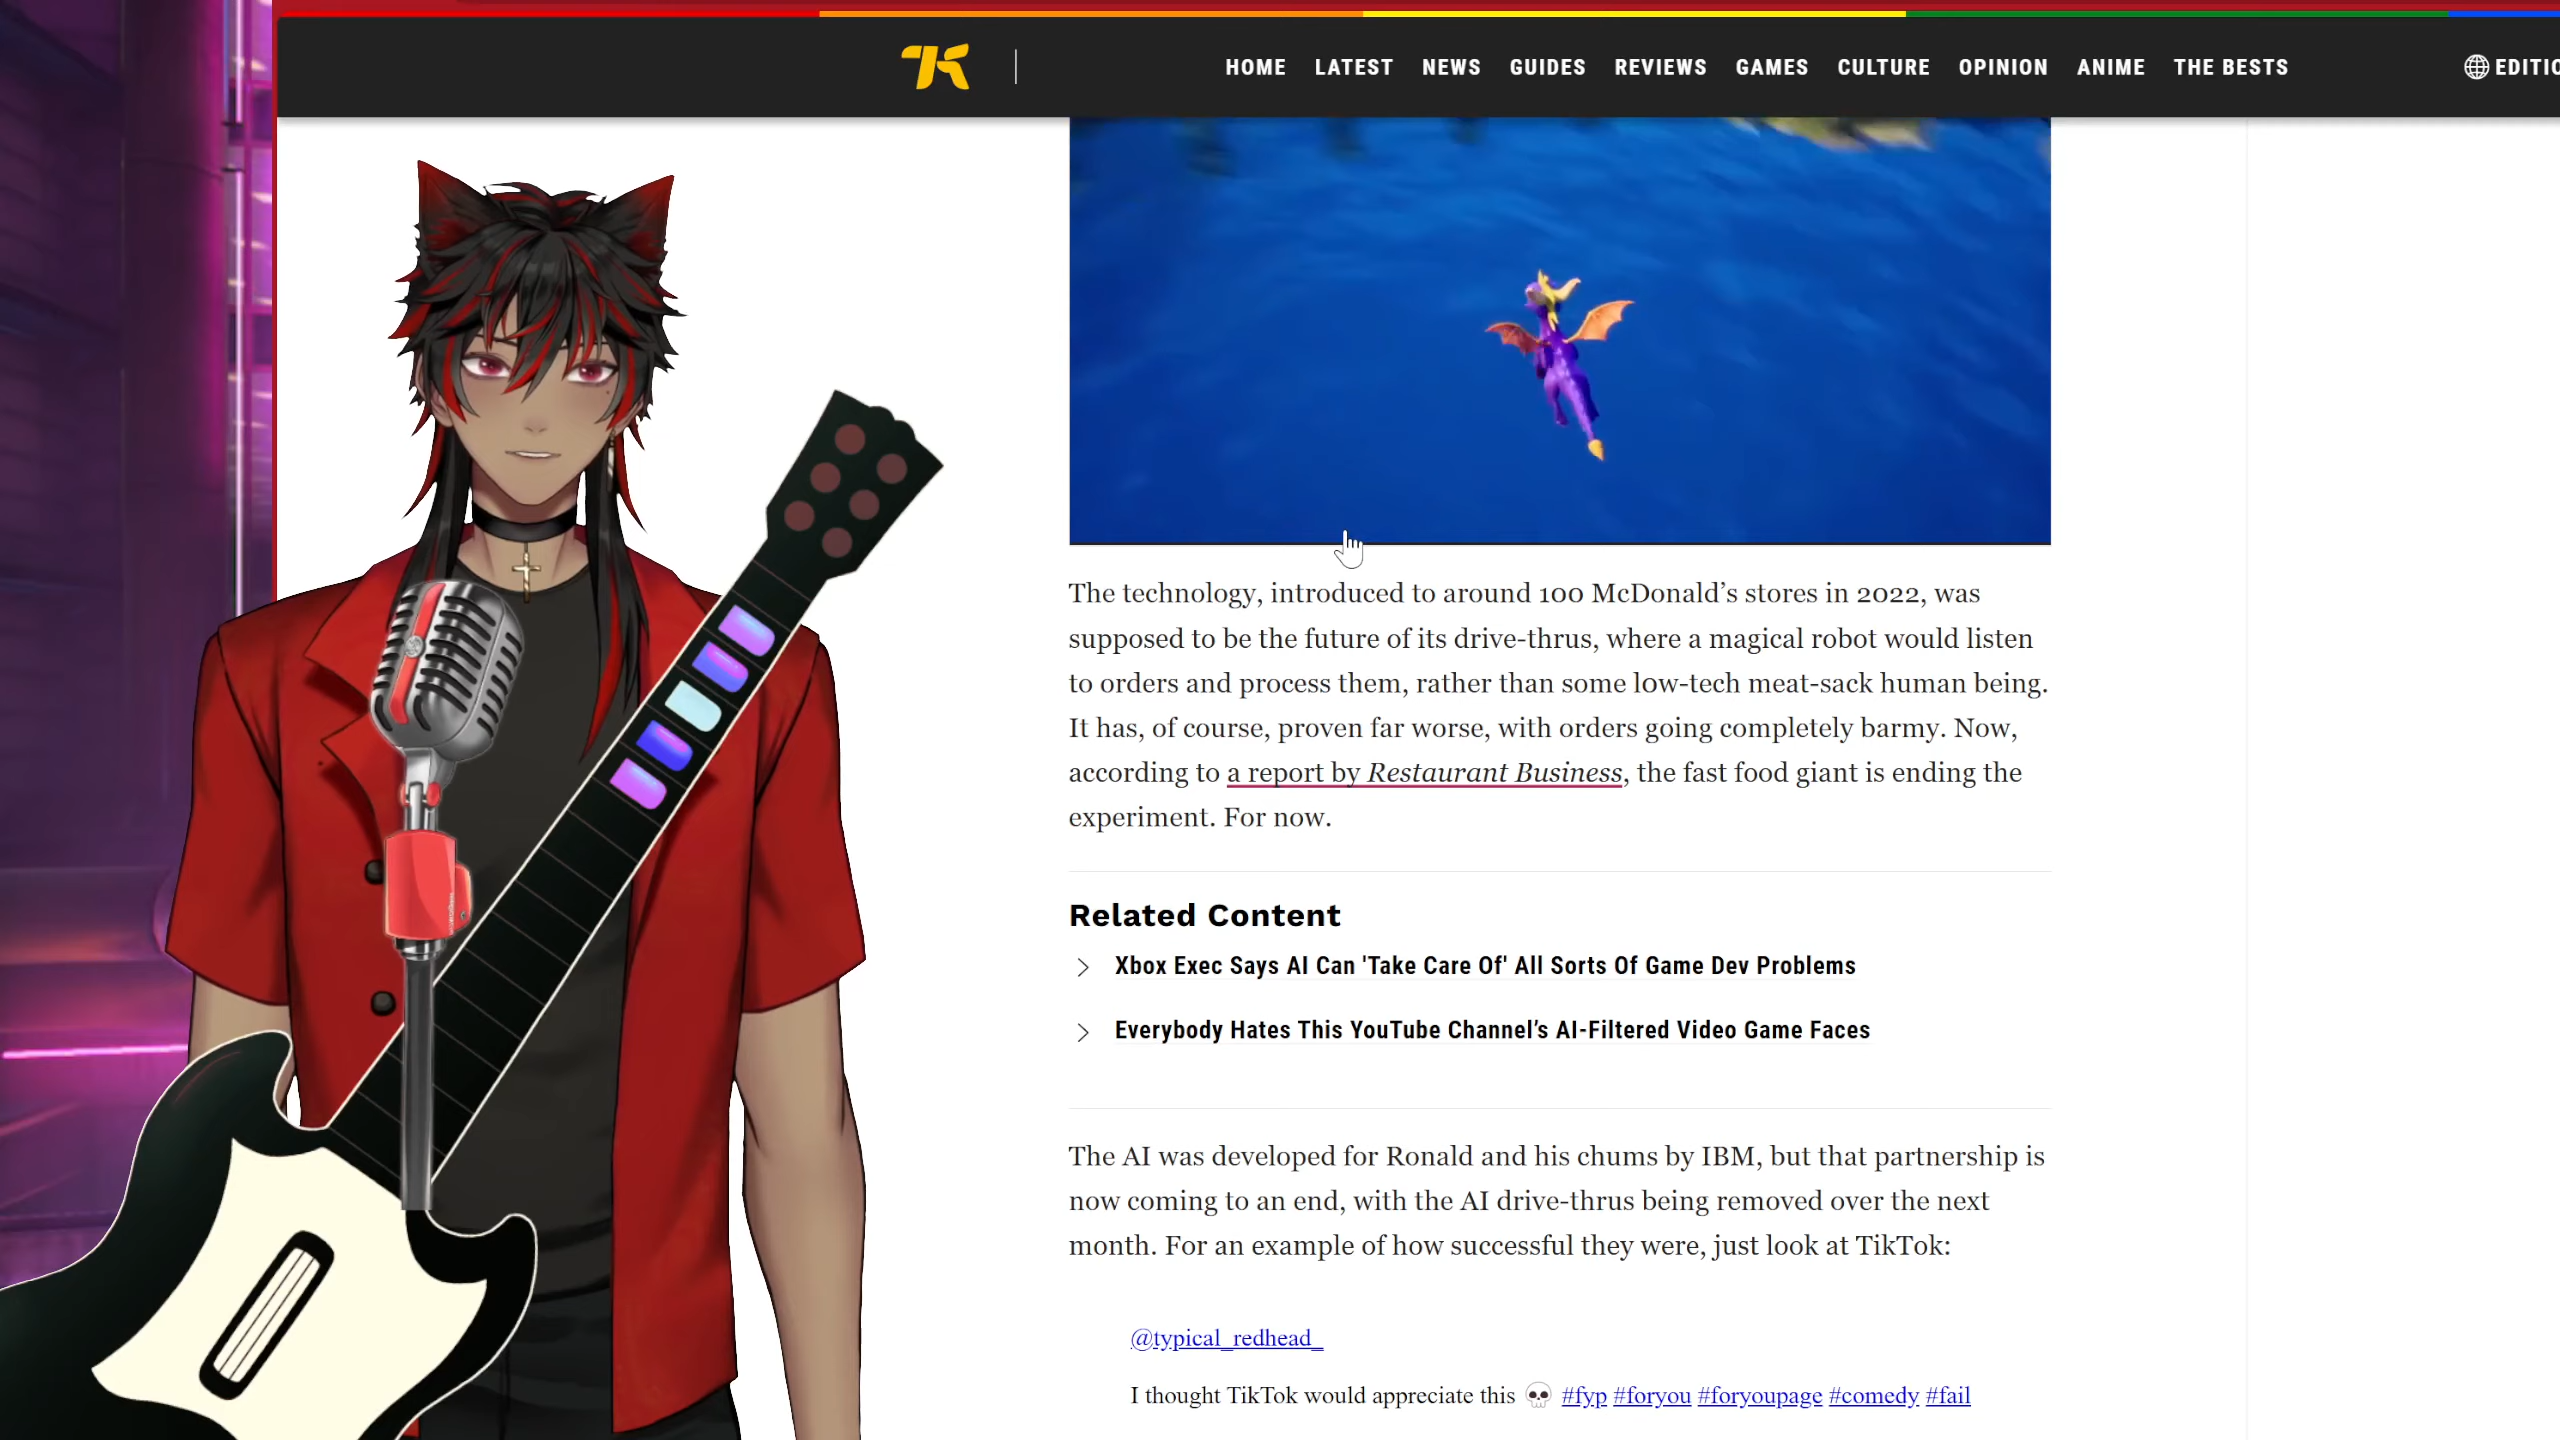 HOME LATEST NEWS GUIDES REVIEWS GAMES CULTURE OPINION ANIME THE BESTS EDITIO
The technology, introduced to around 100 McDonald’s stores in 2022, was
supposed to be the future of its drive-thrus, where a magical robot would listen
to orders and process them, rather than some low-tech meat-sack human being.
It has, of course, proven far worse, with orders going completely barmy. Now,
according to a report by Restaurant Business, the fast food giant is ending the
experiment. For now.
Related Content
Xbox Exec Says AI Can 'Take Care Of' All Sorts Of Game Dev Problems
Everybody Hates This YouTube Channel’s AI-Filtered Video Game Faces
The AI was developed for Ronald and his chums by IBM, but that partnership is
now coming to an end, with the AI drive-thrus being removed over the next
month. For an example of how successful they were, just look at TikTok:
@typical_redhead_
I thought TikTok would appreciate this 💀 #fyp #foryou #foryoupage #comedy #fail